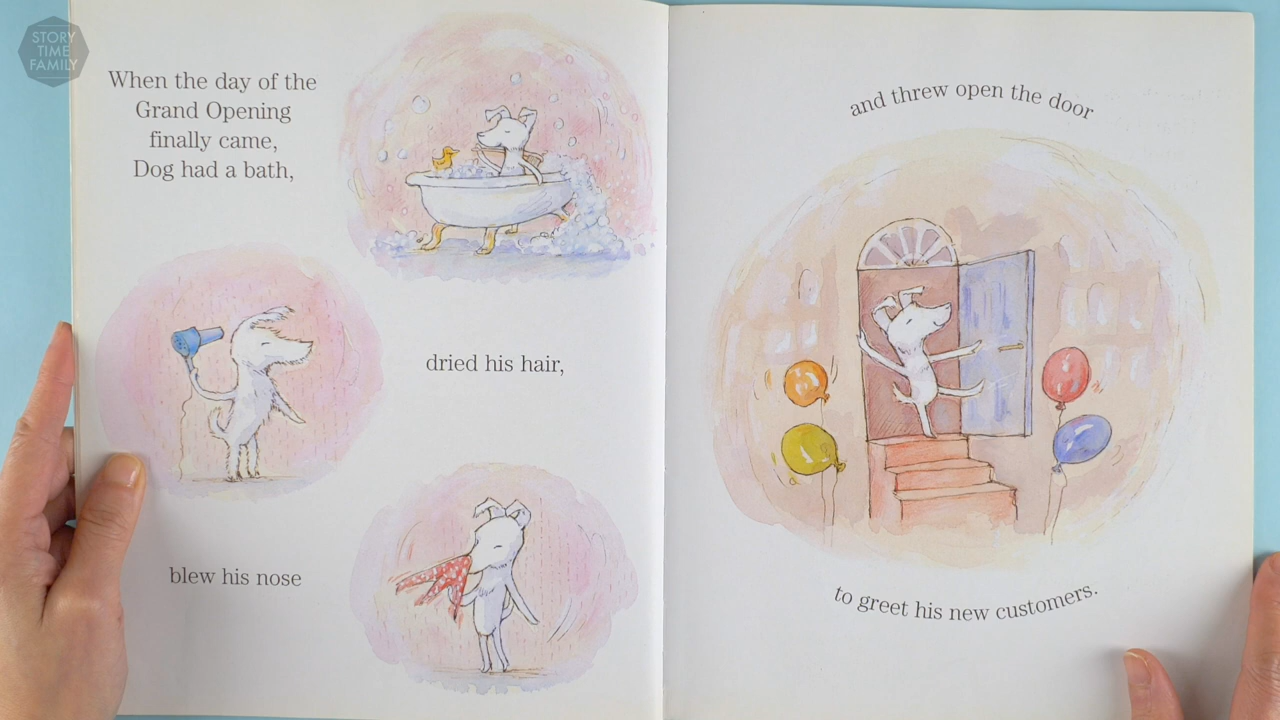 STORY
TIME
FAMILY
When the day of the
Grand Opening
finally came,
Dog had a bath,
dried his hair,
blew his nose
and threw open the door
to greet his new customers.